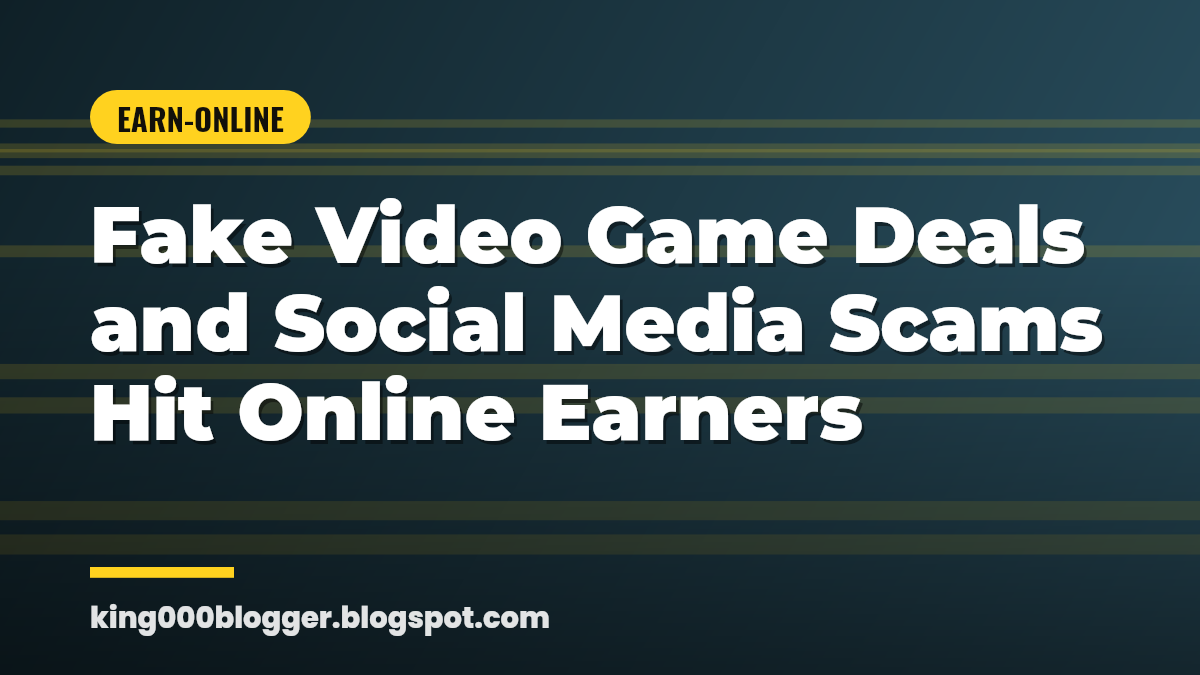 EARN-ONLINE
Fake Video Game Deals
and Social Media Scams
Hit Online Earners
king000blogger.blogspot.com